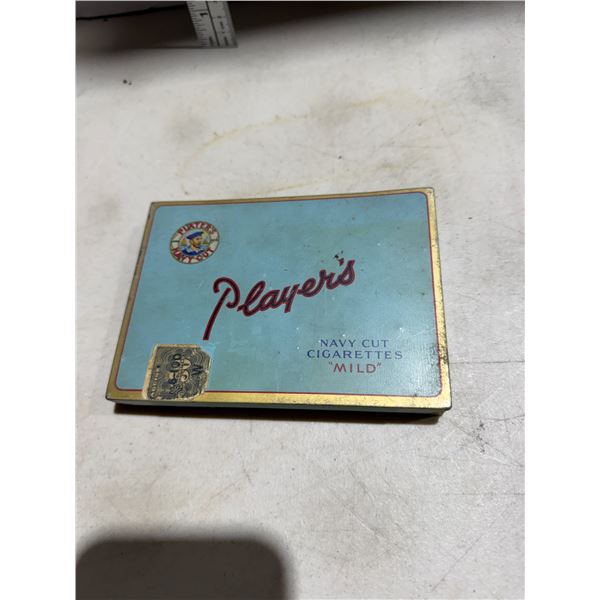 PLAYER'S
NAVY CUT
Player's
NAVY CUT
CIGARETTES
"MILD"